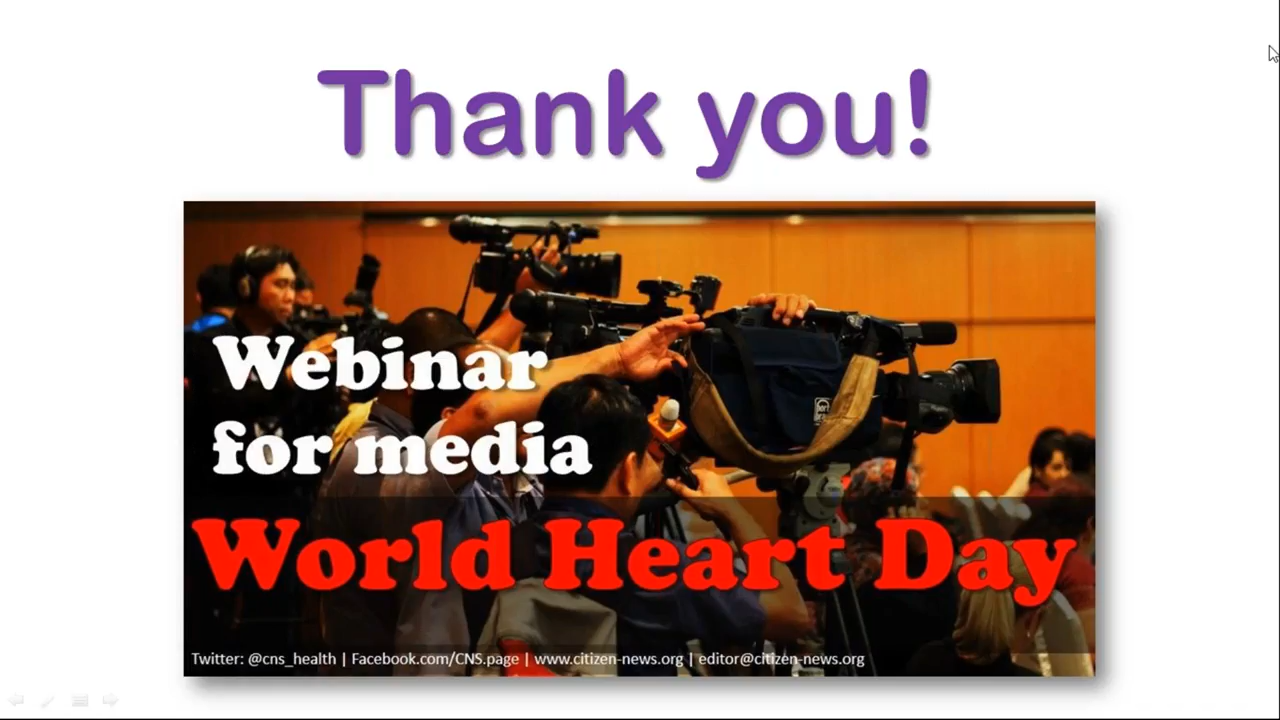 Thank you!
Webinar
for media
World Heart Day
Twitter: @cns_health | Facebook.com/CNS.page | www.citizen-news.org | editor@citizen-news.org